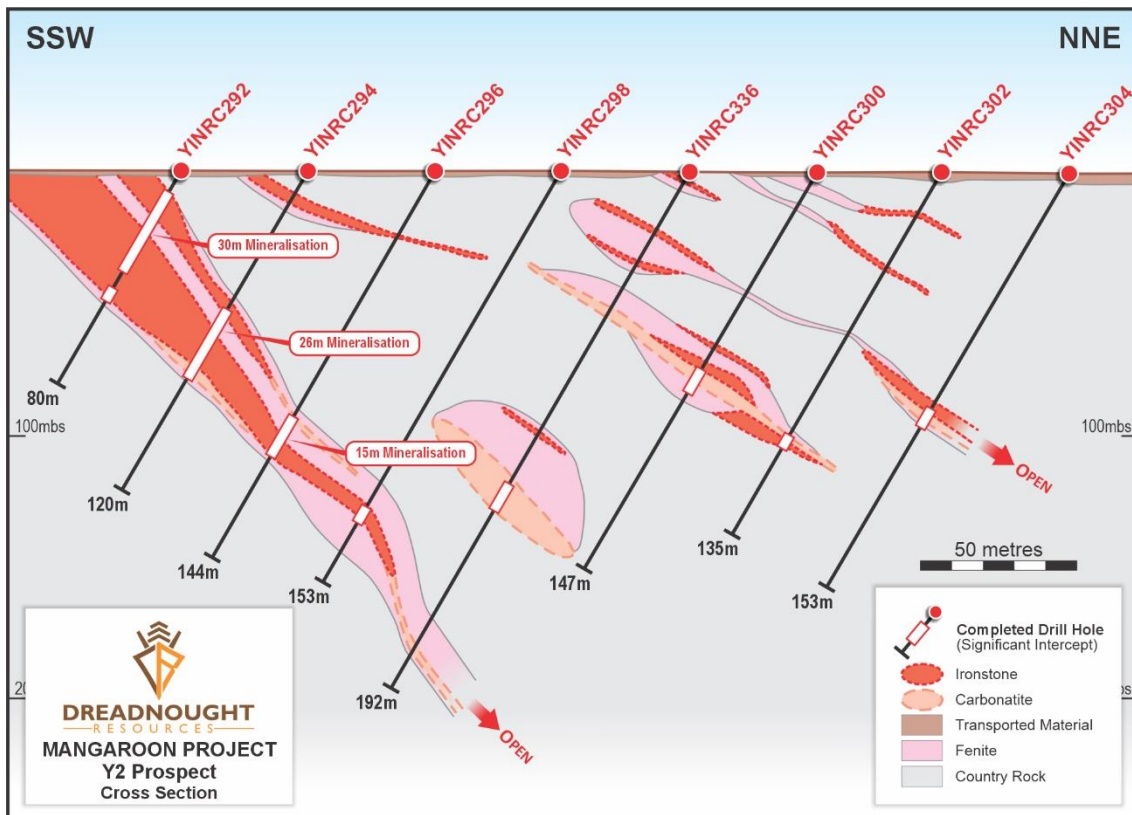 SSW
NNE
YINRC292
YINRC294
YINRC296
YINRC298
YINRC336
YINRC300
YINRC302
YINRC304
30m Mineralisation
26m Mineralisation
15m Mineralisation
80m
100mbs
100mbs
120m
144m
153m
192m
147m
135m
153m
OPEN
OPEN
50 metres
DREADNOUGHT
RESOURCES
MANGAROON PROJECT
Y2 Prospect
Cross Section
Completed Drill Hole
(Significant Intercept)
Ironstone
Carbonatite
Transported Material
Fenite
Country Rock